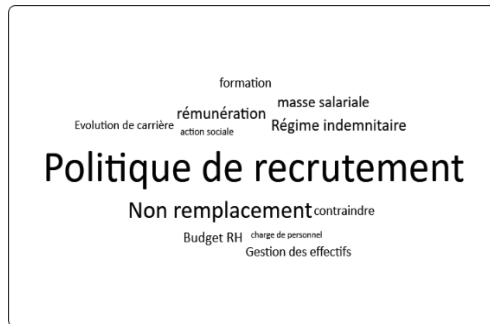 formation
masse salariale
rémunération
Evolution de carrière
action sociale
Régime indemnitaire
Politique de recrutement
Non remplacement
contraindre
Budget RH
charge de personnel
Gestion des effectifs